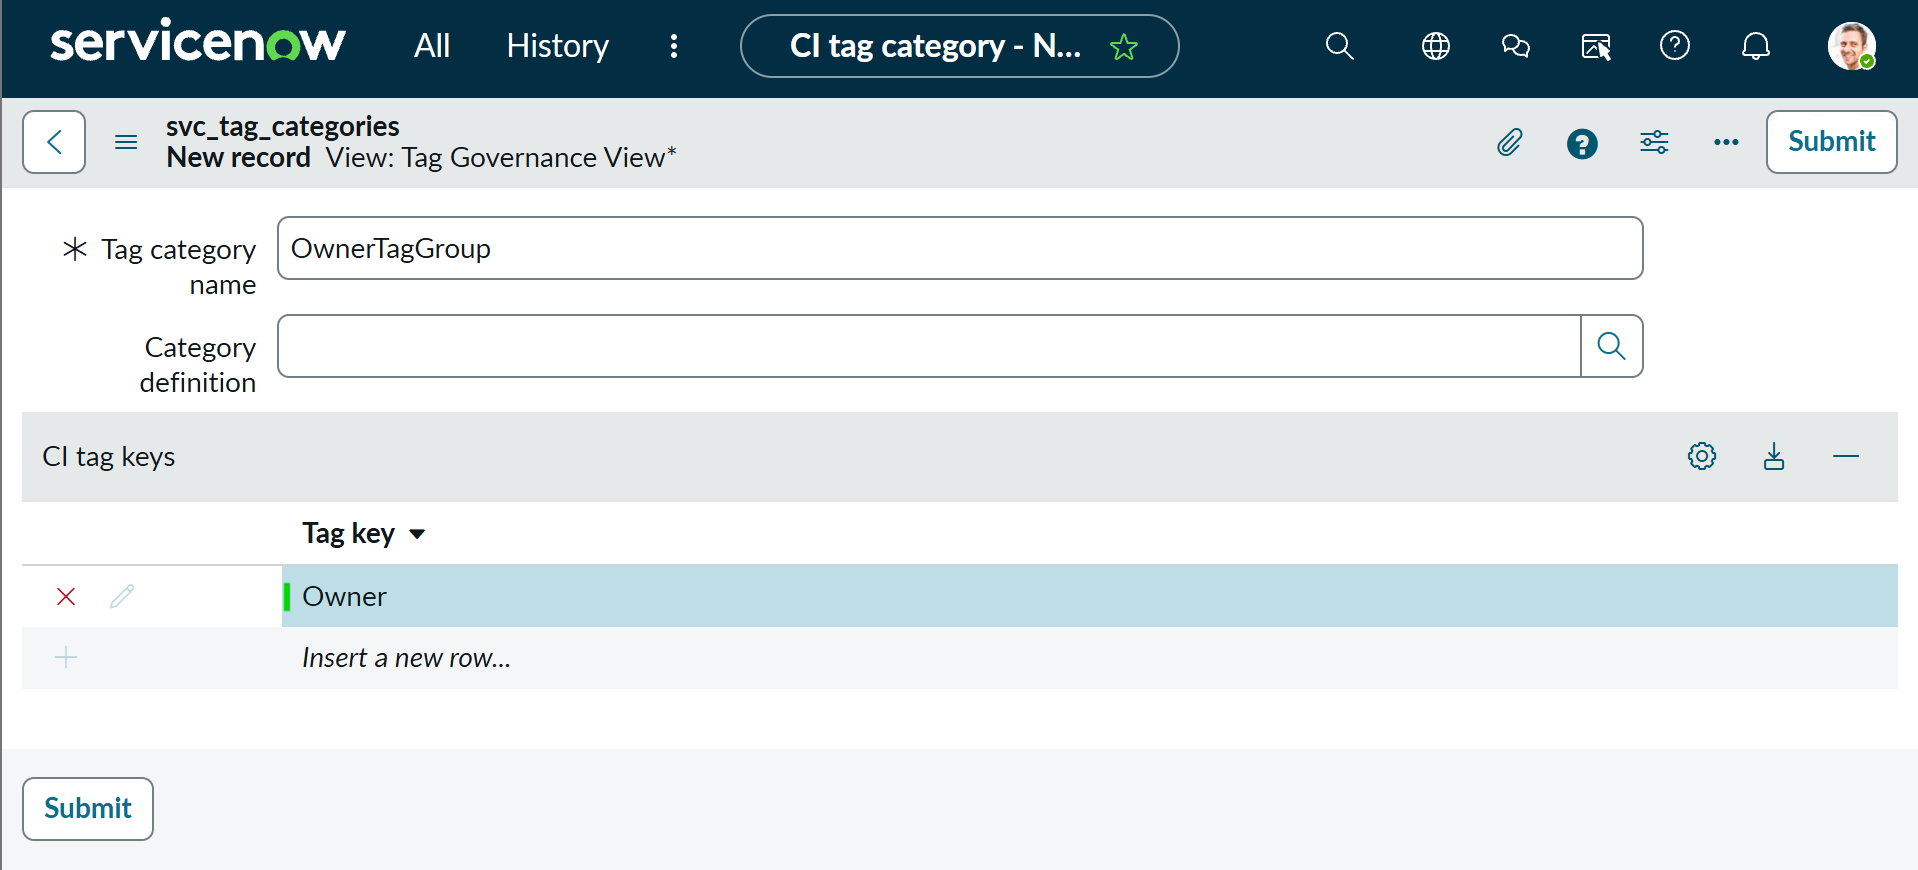 servicenow All History CI tag category - N...
svc_tag_categories
New record View: Tag Governance View*
Submit
* Tag category name
OwnerTagGroup
Category definition
CI tag keys
Tag key
Owner
Insert a new row...
Submit